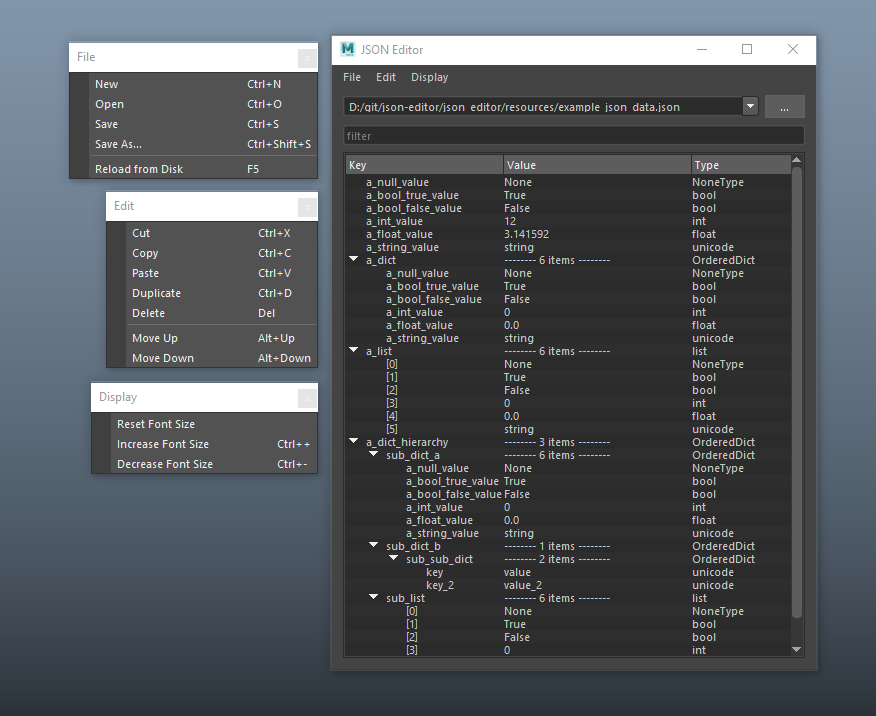 File
New Ctrl+N
Open Ctrl+O
Save Ctrl+S
Save As... Ctrl+Shift+S
Reload from Disk F5
Edit
Cut Ctrl+X
Copy Ctrl+C
Paste Ctrl+V
Duplicate Ctrl+D
Delete Del
Move Up Alt+Up
Move Down Alt+Down
Display
Reset Font Size
Increase Font Size Ctrl++
Decrease Font Size Ctrl+-
M JSON Editor
File Edit Display
D:/git/json-editor/json_editor/resources/example_json_data.json ...
filter
Key Value Type
a_null_value None NoneType
a_bool_true_value True bool
a_bool_false_value False bool
a_int_value 12 int
a_float_value 3.141592 float
a_string_value string unicode
a_dict -------- 6 items -------- OrderedDict
a_null_value None NoneType
a_bool_true_value True bool
a_bool_false_value False bool
a_int_value 0 int
a_float_value 0.0 float
a_string_value string unicode
a_list -------- 6 items -------- list
[0] None NoneType
[1] True bool
[2] False bool
[3] 0 int
[4] 0.0 float
[5] string unicode
a_dict_hierarchy -------- 3 items -------- OrderedDict
sub_dict_a -------- 6 items -------- OrderedDict
a_null_value None NoneType
a_bool_true_value True bool
a_bool_false_value False bool
a_int_value 0 int
a_float_value 0.0 float
a_string_value string unicode
sub_dict_b -------- 1 items -------- OrderedDict
sub_sub_dict -------- 2 items -------- OrderedDict
key value unicode
key_2 value_2 unicode
sub_list -------- 6 items -------- list
[0] None NoneType
[1] True bool
[2] False bool
[3] 0 int